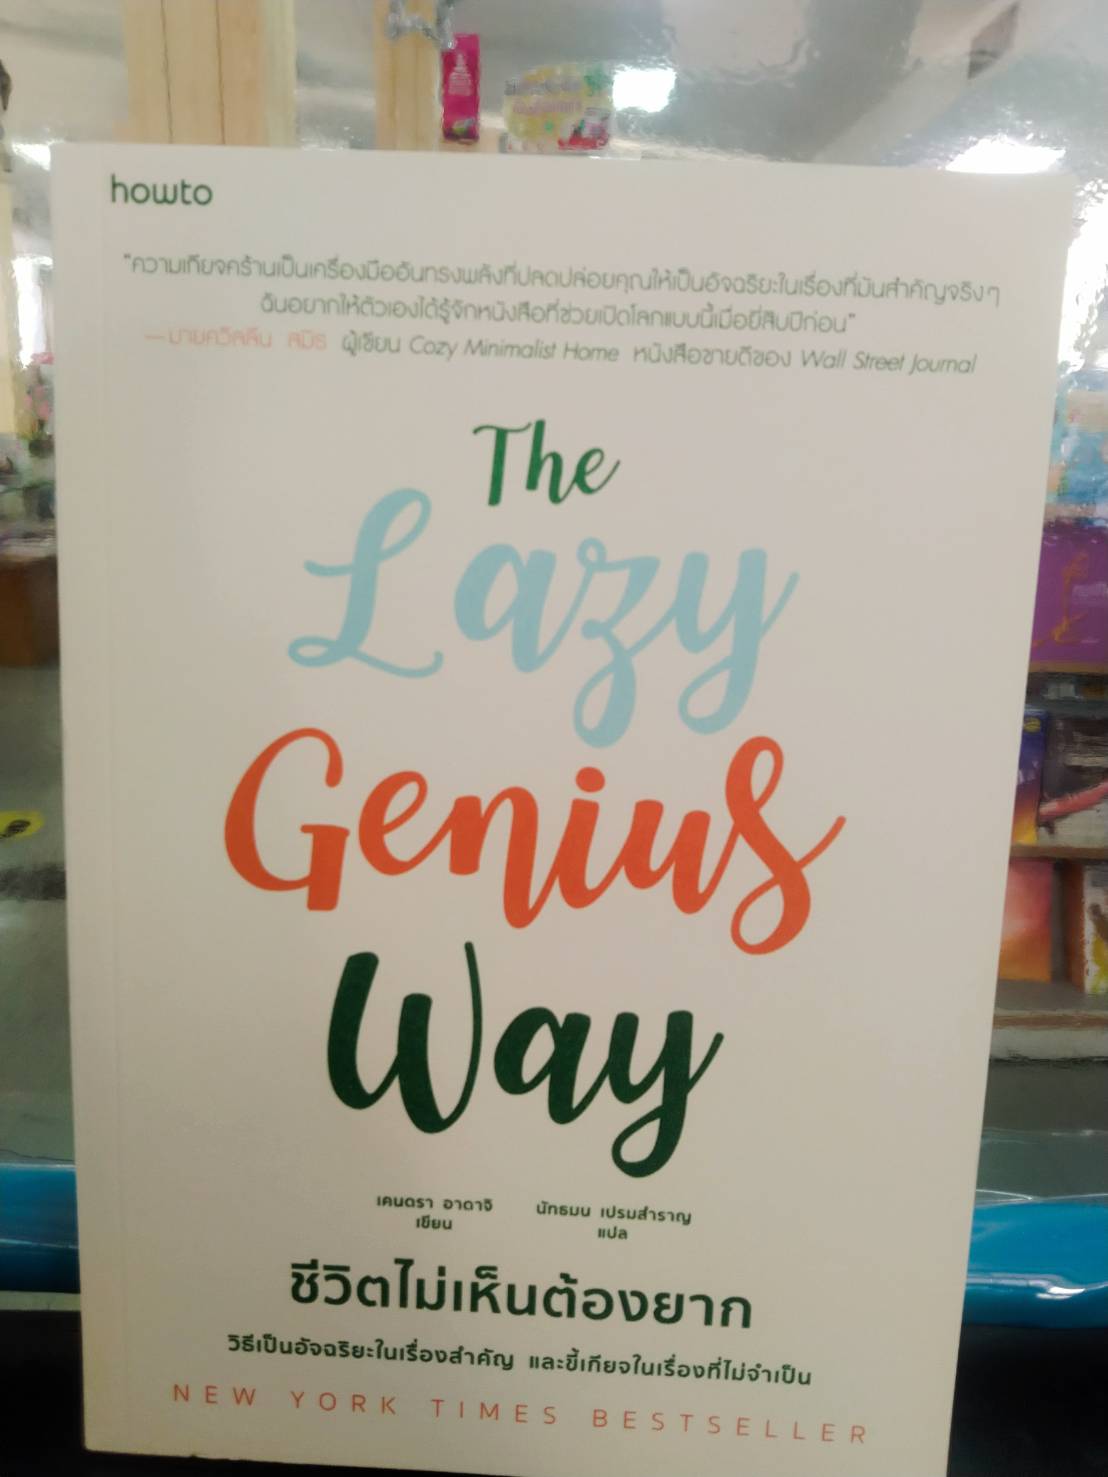 howto
"ความเกียจคร้านเป็นเครื่องมืออันทรงพลังที่ปลดปล่อยคุณให้เป็นอัจฉริยะในเรื่องที่มันสำคัญจริงๆ
ฉันอยากให้ตัวเองได้รู้จักหนังสือที่ช่วยเปิดโลกแบบนี้เมื่อยี่สิบปีก่อน"
—มายควิลลีน สมิธ ผู้เขียน Cozy Minimalist Home หนังสือขายดีของ Wall Street Journal
The
Lazy
Genius
Way
เคนดรา อาดาจิ
เขียน
นัทธมน เปรมสำราญ
แปล
ชีวิตไม่เห็นต้องยาก
วิธีเป็นอัจฉริยะในเรื่องสำคัญ และขี้เกียจในเรื่องที่ไม่จำเป็น
NEW YORK TIMES BESTSELLER